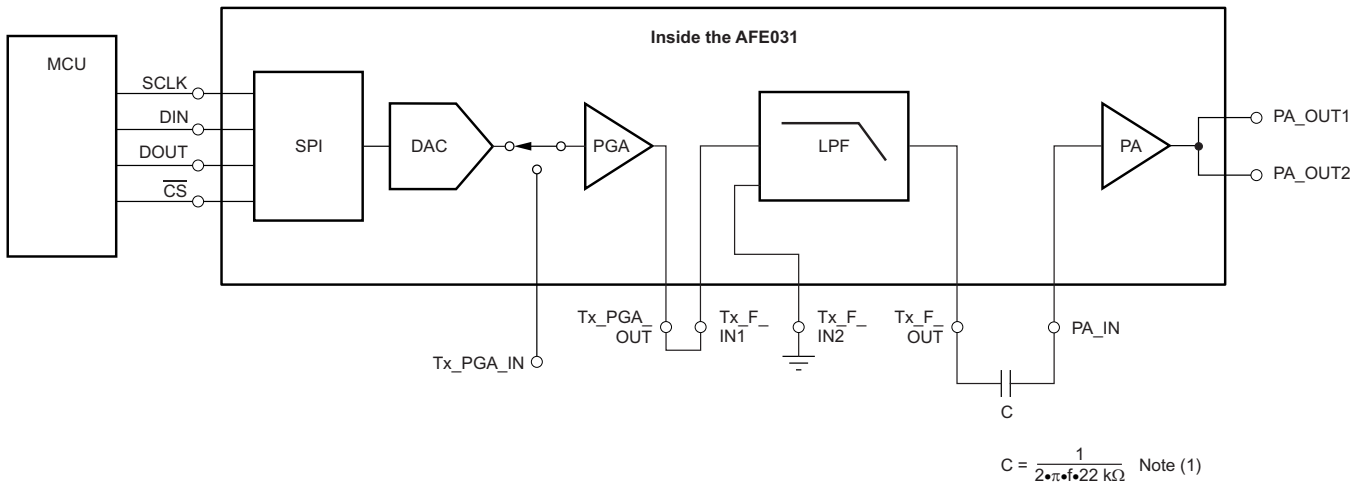 Inside the AFE031
MCU
SCLK
DIN
DOUT
CS
SPI
DAC
PGA
LPF
PA
PA_OUT1
PA_OUT2
Tx_PGA_IN
Tx_PGA_
OUT
Tx_F_
IN1
Tx_F_
IN2
Tx_F_
OUT
PA_IN
C
C = 1 / 2•π•f•22 kΩ Note (1)